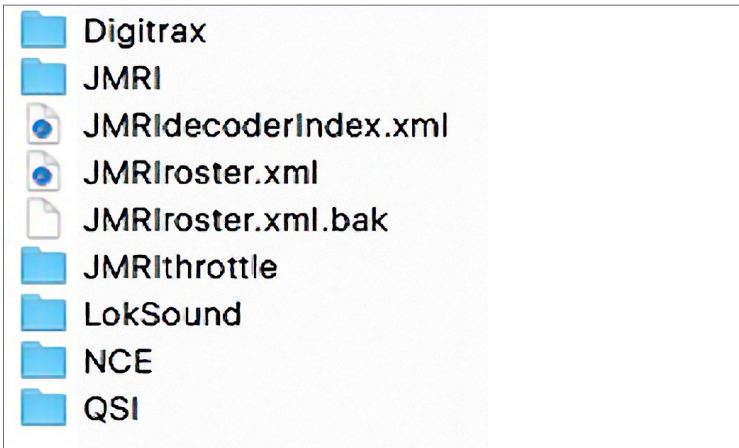 Digitrax
JMRI
JMRIdecoderIndex.xml
JMRIroster.xml
JMRIroster.xml.bak
JMRIthrottle
LokSound
NCE
QSI